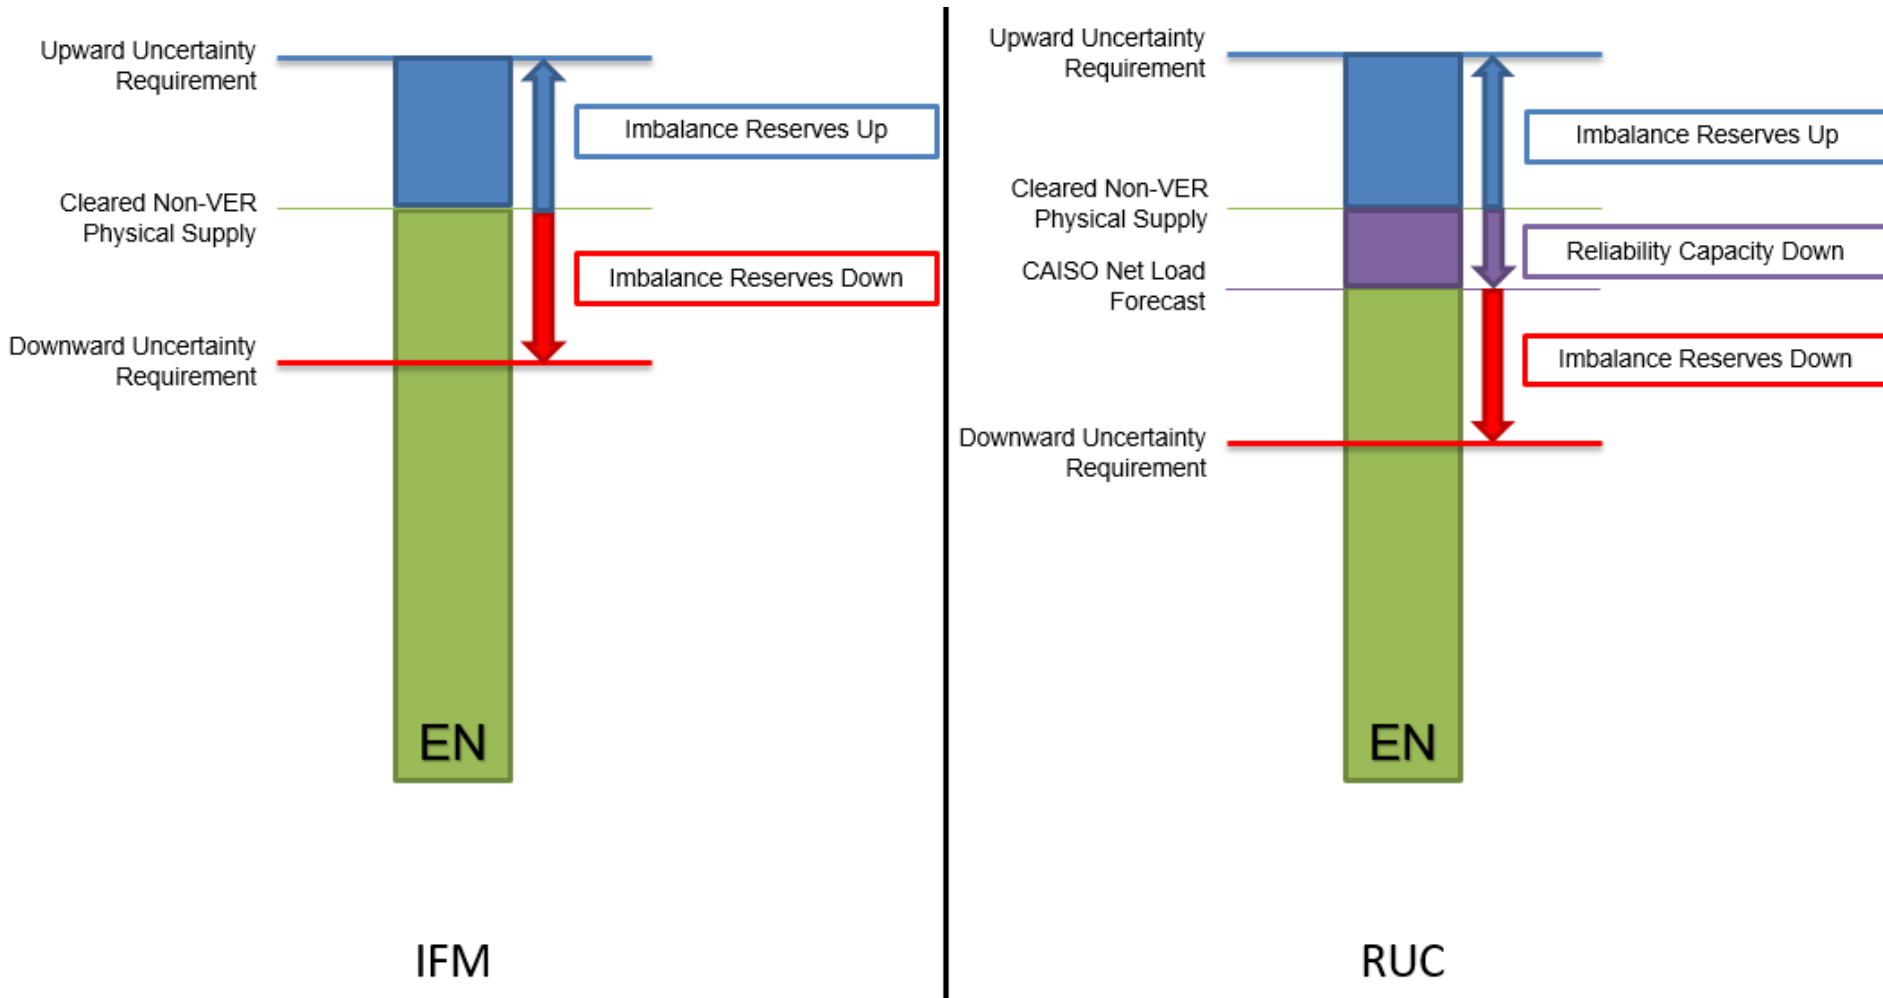 Upward Uncertainty
Requirement
Imbalance Reserves Up
Cleared Non-VER
Physical Supply
Imbalance Reserves Down
Downward Uncertainty
Requirement
EN
IFM
Upward Uncertainty
Requirement
Imbalance Reserves Up
Cleared Non-VER
Physical Supply
Reliability Capacity Down
CAISO Net Load
Forecast
Imbalance Reserves Down
Downward Uncertainty
Requirement
EN
RUC